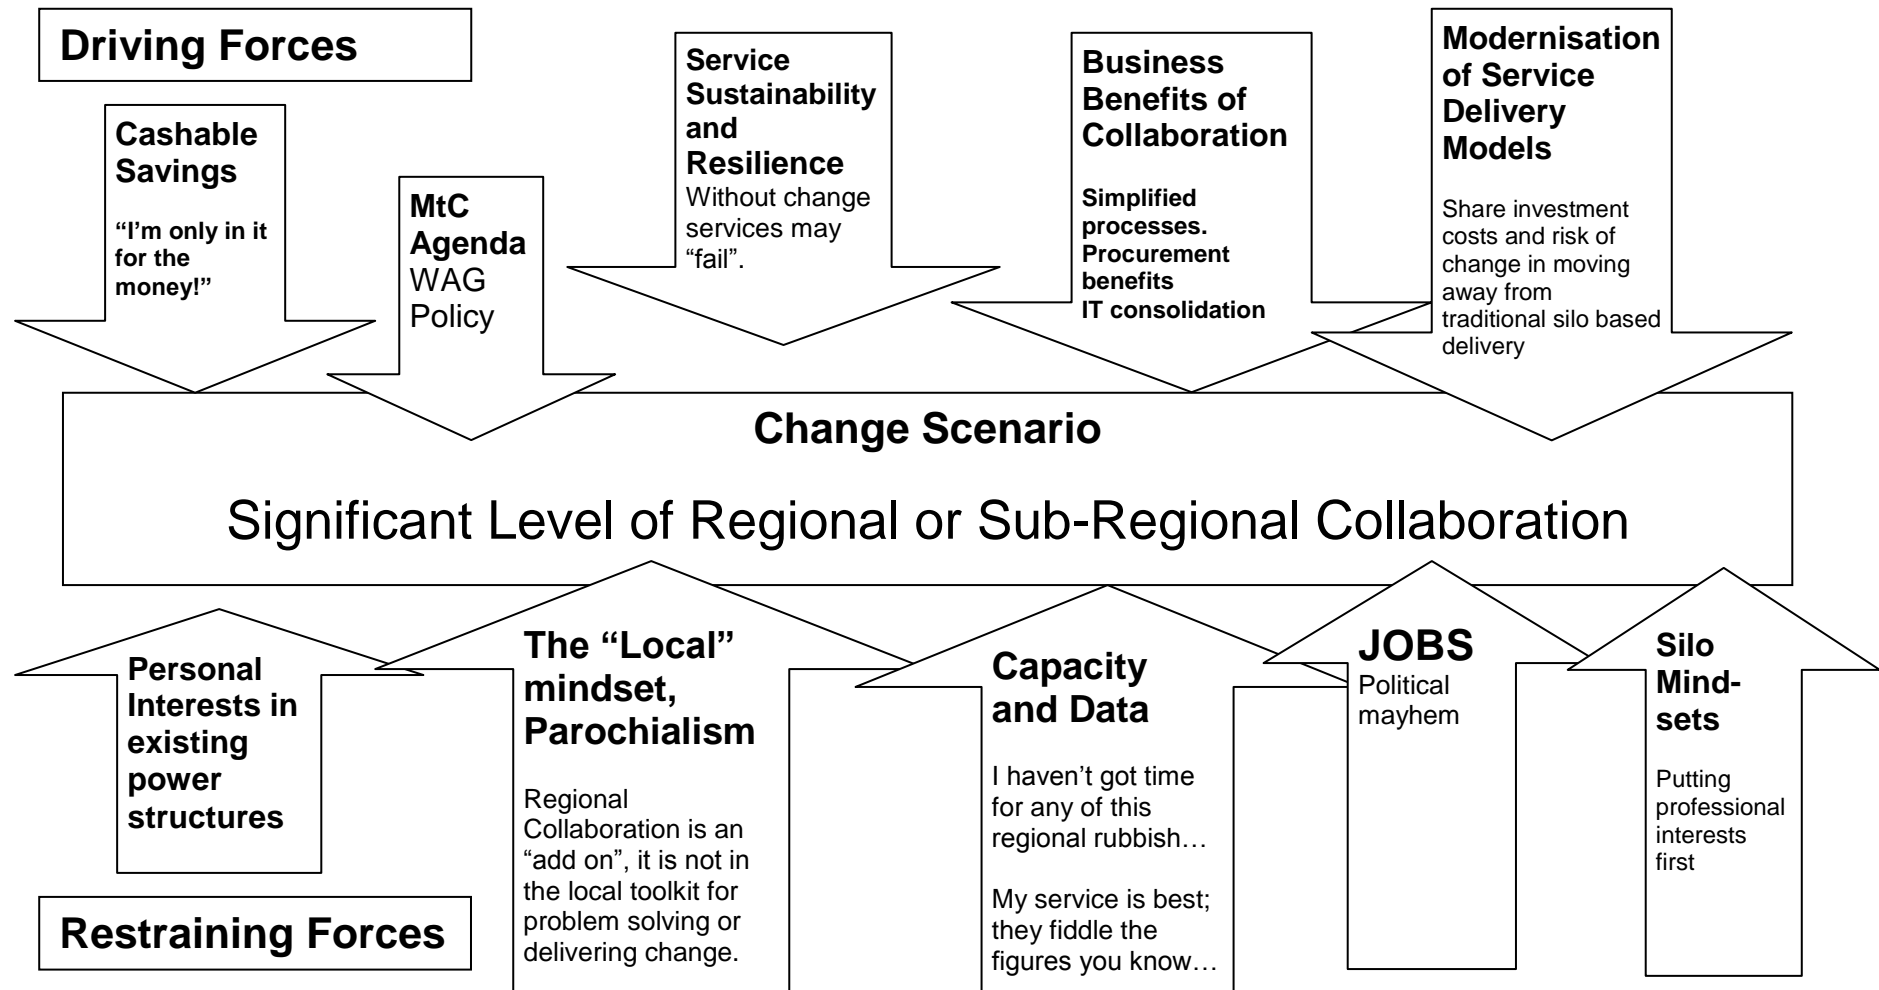 Driving Forces
Cashable
Savings
“I’m only in it
for the
money!”
MtC
Agenda
WAG
Policy
Service
Sustainability
and
Resilience
Without change
services may
“fail”.
Business
Benefits of
Collaboration
Simplified
processes.
Procurement
benefits
IT consolidation
Modernisation
of Service
Delivery
Models
Share investment
costs and risk of
change in moving
away from
traditional silo based
delivery
Change Scenario
Significant Level of Regional or Sub-Regional Collaboration
Personal
Interests in
existing
power
structures
The “Local”
mindset,
Parochialism
Regional
Collaboration is an
“add on”, it is not in
the local toolkit for
problem solving or
delivering change.
Capacity
and Data
I haven’t got time
for any of this
regional rubbish…
My service is best;
they fiddle the
figures you know…
JOBS
Political
mayhem
Silo
Mind-
sets
Putting
professional
interests
first
Restraining Forces